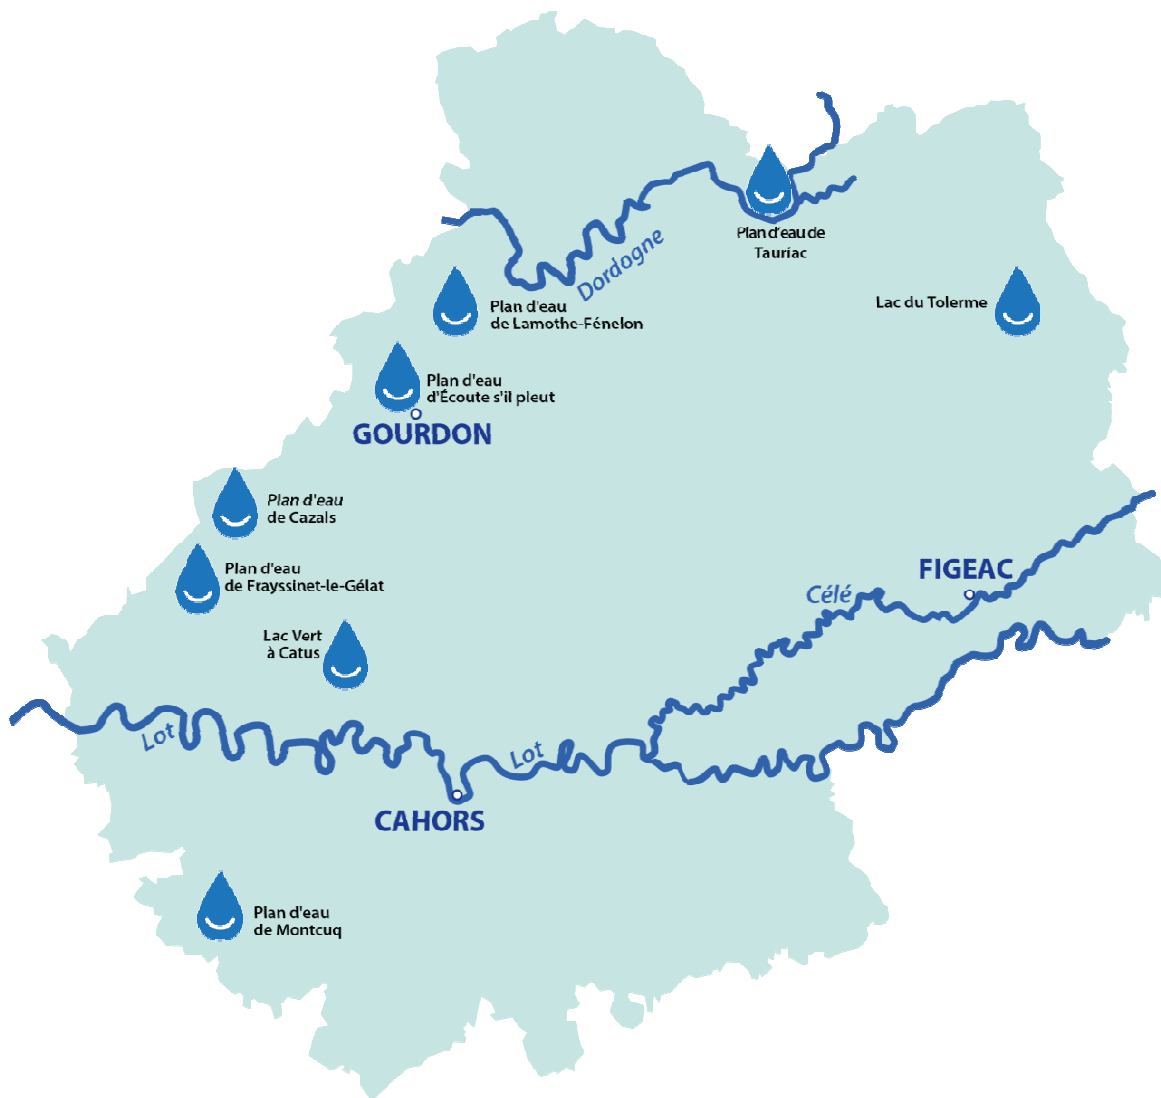 Plan d'eau de
Tauriac
Dordogne
Lac du Tolerme
Plan d'eau
de Lamothe-Fénelon
Plan d'eau
d'Écoute s'il pleut
GOURDON
Plan d'eau
de Cazals
Plan d'eau
de Frayssinet-le-Gélat
FIGEAC
Célé
Lac Vert
à Catus
Lot
Lot
CAHORS
Plan d'eau
de Montcuq